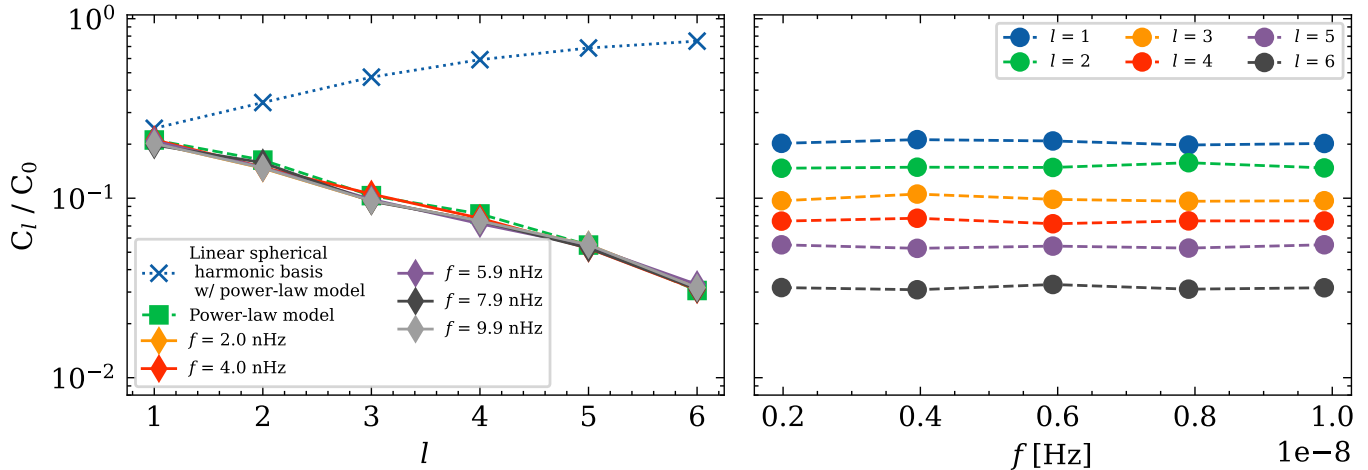 10⁰
10⁻¹
10⁻²
C_l / C_0
Linear spherical
harmonic basis
w/ power-law model
Power-law model
f = 2.0 nHz
f = 4.0 nHz
f = 5.9 nHz
f = 7.9 nHz
f = 9.9 nHz
1 2 3 4 5 6
l
l = 1
l = 2
l = 3
l = 4
l = 5
l = 6
0.2 0.4 0.6 0.8 1.0
f [Hz]
1e−8